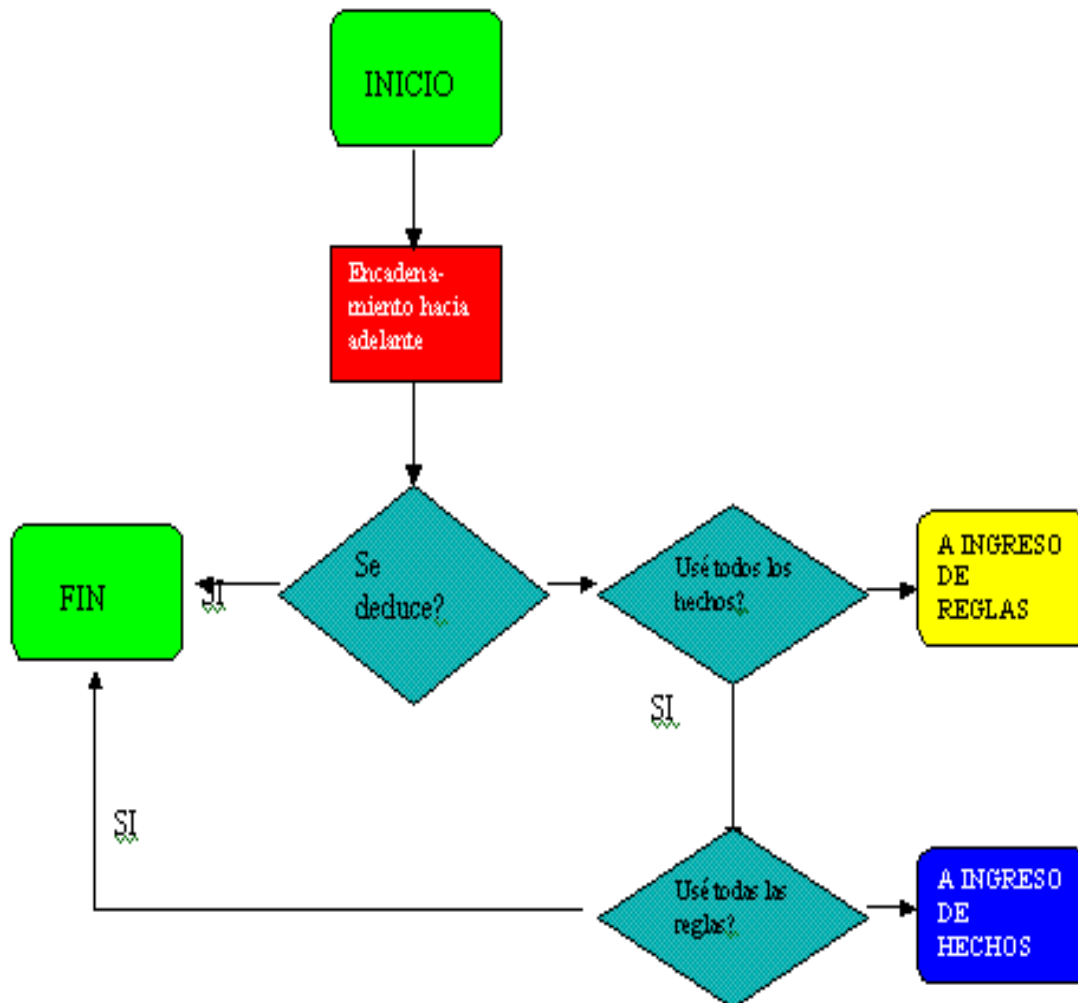 INICIO
Encadena-
miento hacia
adelante
Se
deduce?
Usé todos los
hechos?
A INGRESO
DE
REGLAS
FIN
SI
SI
SI
Usé todas las
reglas?
A INGRESO
DE
HECHOS